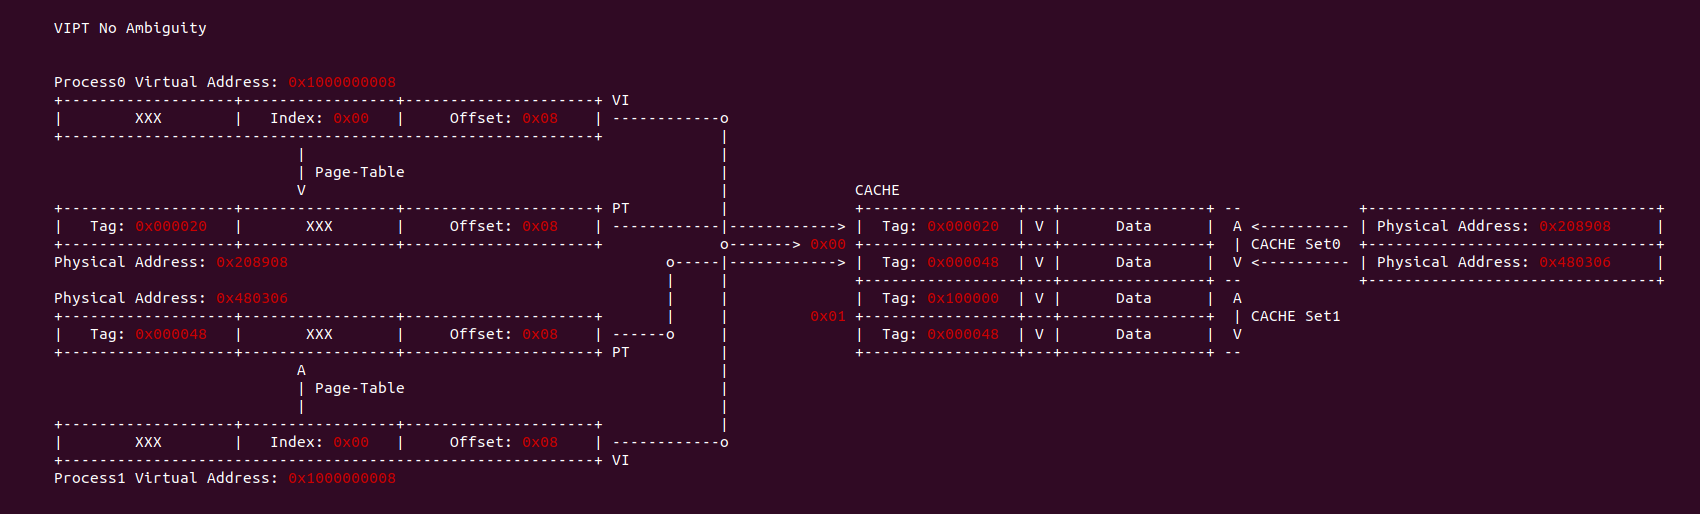 VIPT No Ambiguity
Process0 Virtual Address: 0x1000000008
+-------------------+-----------------+---------------------+ VI
|        XXX        |   Index: 0x00   |     Offset: 0x08    | ------------o
+-----------------------------------------------------------+             |
                           |                                              |
                           | Page-Table                                   |
                           V                                              |              CACHE
+-------------------+-----------------+---------------------+ PT          |              +-----------------+---+----------------+ --             +--------------------------------+
|   Tag: 0x000020   |       XXX       |     Offset: 0x08    | ------------|------------> |  Tag: 0x000020  | V |      Data      |  A <---------- | Physical Address: 0x208908     |
+-------------------+-----------------+---------------------+             o-------> 0x00 +-----------------+---+----------------+  | CACHE Set0  +--------------------------------+
Physical Address: 0x208908                                          o-----|------------> |  Tag: 0x000048  | V |      Data      |  V <---------- | Physical Address: 0x480306     |
                                                                    |     |              +-----------------+---+----------------+ --             +--------------------------------+
Physical Address: 0x480306                                          |     |              |  Tag: 0x100000  | V |      Data      |  A
+-------------------+-----------------+---------------------+       |     |         0x01 +-----------------+---+----------------+  | CACHE Set1
|   Tag: 0x000048   |       XXX       |     Offset: 0x08    | ------o     |              |  Tag: 0x000048  | V |      Data      |  V
+-------------------+-----------------+---------------------+ PT          |              +-----------------+---+----------------+ --
                           A                                              |
                           | Page-Table                                   |
                           |                                              |
+-------------------+-----------------+---------------------+             |
|        XXX        |   Index: 0x00   |     Offset: 0x08    | ------------o
+-----------------------------------------------------------+ VI
Process1 Virtual Address: 0x1000000008